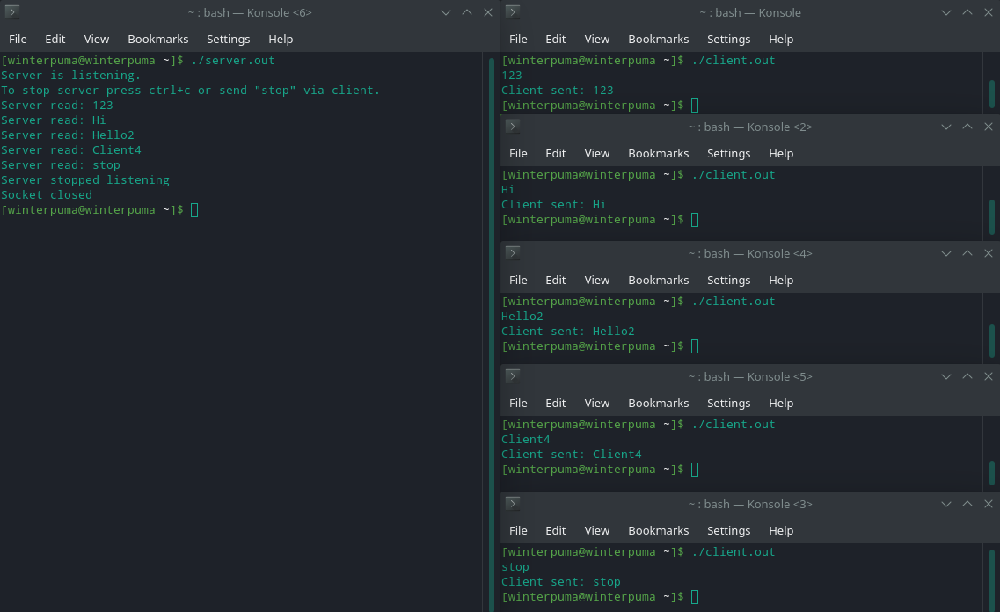 ~ : bash — Konsole <6>
File Edit View Bookmarks Settings Help
[winterpuma@winterpuma ~]$ ./server.out
Server is listening.
To stop server press ctrl+c or send "stop" via client.
Server read: 123
Server read: Hi
Server read: Hello2
Server read: Client4
Server read: stop
Server stopped listening
Socket closed
[winterpuma@winterpuma ~]$
~ : bash — Konsole
File Edit View Bookmarks Settings Help
[winterpuma@winterpuma ~]$ ./client.out
123
Client sent: 123
[winterpuma@winterpuma ~]$
~ : bash — Konsole <2>
File Edit View Bookmarks Settings Help
[winterpuma@winterpuma ~]$ ./client.out
Hi
Client sent: Hi
[winterpuma@winterpuma ~]$
~ : bash — Konsole <4>
File Edit View Bookmarks Settings Help
[winterpuma@winterpuma ~]$ ./client.out
Hello2
Client sent: Hello2
[winterpuma@winterpuma ~]$
~ : bash — Konsole <5>
File Edit View Bookmarks Settings Help
[winterpuma@winterpuma ~]$ ./client.out
Client4
Client sent: Client4
[winterpuma@winterpuma ~]$
~ : bash — Konsole <3>
File Edit View Bookmarks Settings Help
[winterpuma@winterpuma ~]$ ./client.out
stop
Client sent: stop
[winterpuma@winterpuma ~]$